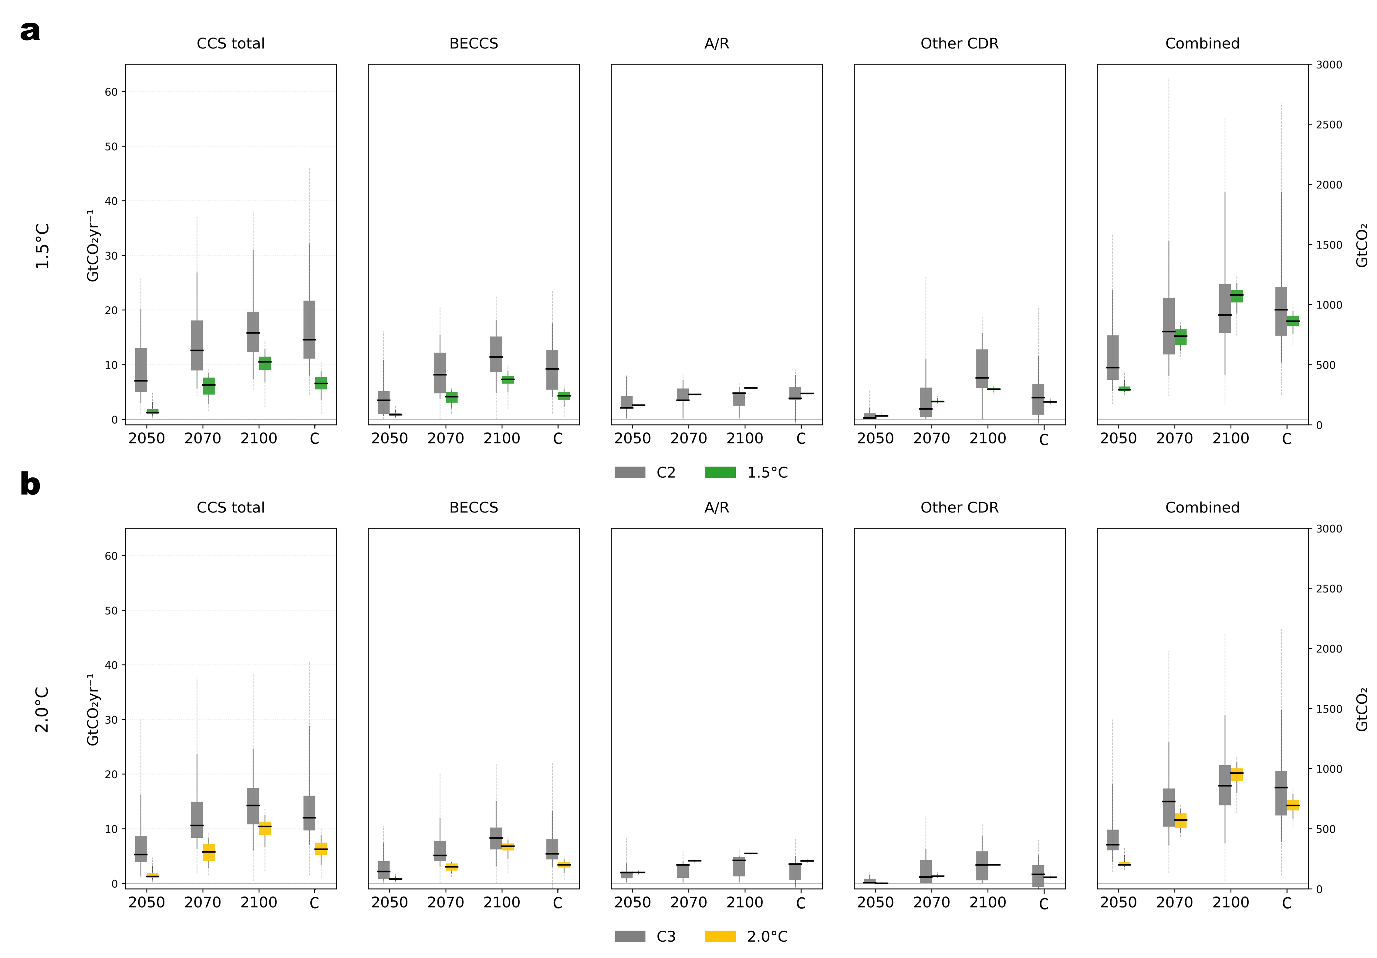 a
CCS total BECCS A/R Other CDR Combined
1.5°C
GtCO₂yr⁻¹
60
50
40
30
20
10
0
3000
2500
2000
1500
1000
500
0
GtCO₂
2050 2070 2100 C 2050 2070 2100 C 2050 2070 2100 C 2050 2070 2100 C 2050 2070 2100 C
C2 1.5°C
b
CCS total BECCS A/R Other CDR Combined
2.0°C
GtCO₂yr⁻¹
60
50
40
30
20
10
0
3000
2500
2000
1500
1000
500
0
GtCO₂
2050 2070 2100 C 2050 2070 2100 C 2050 2070 2100 C 2050 2070 2100 C 2050 2070 2100 C
C3 2.0°C